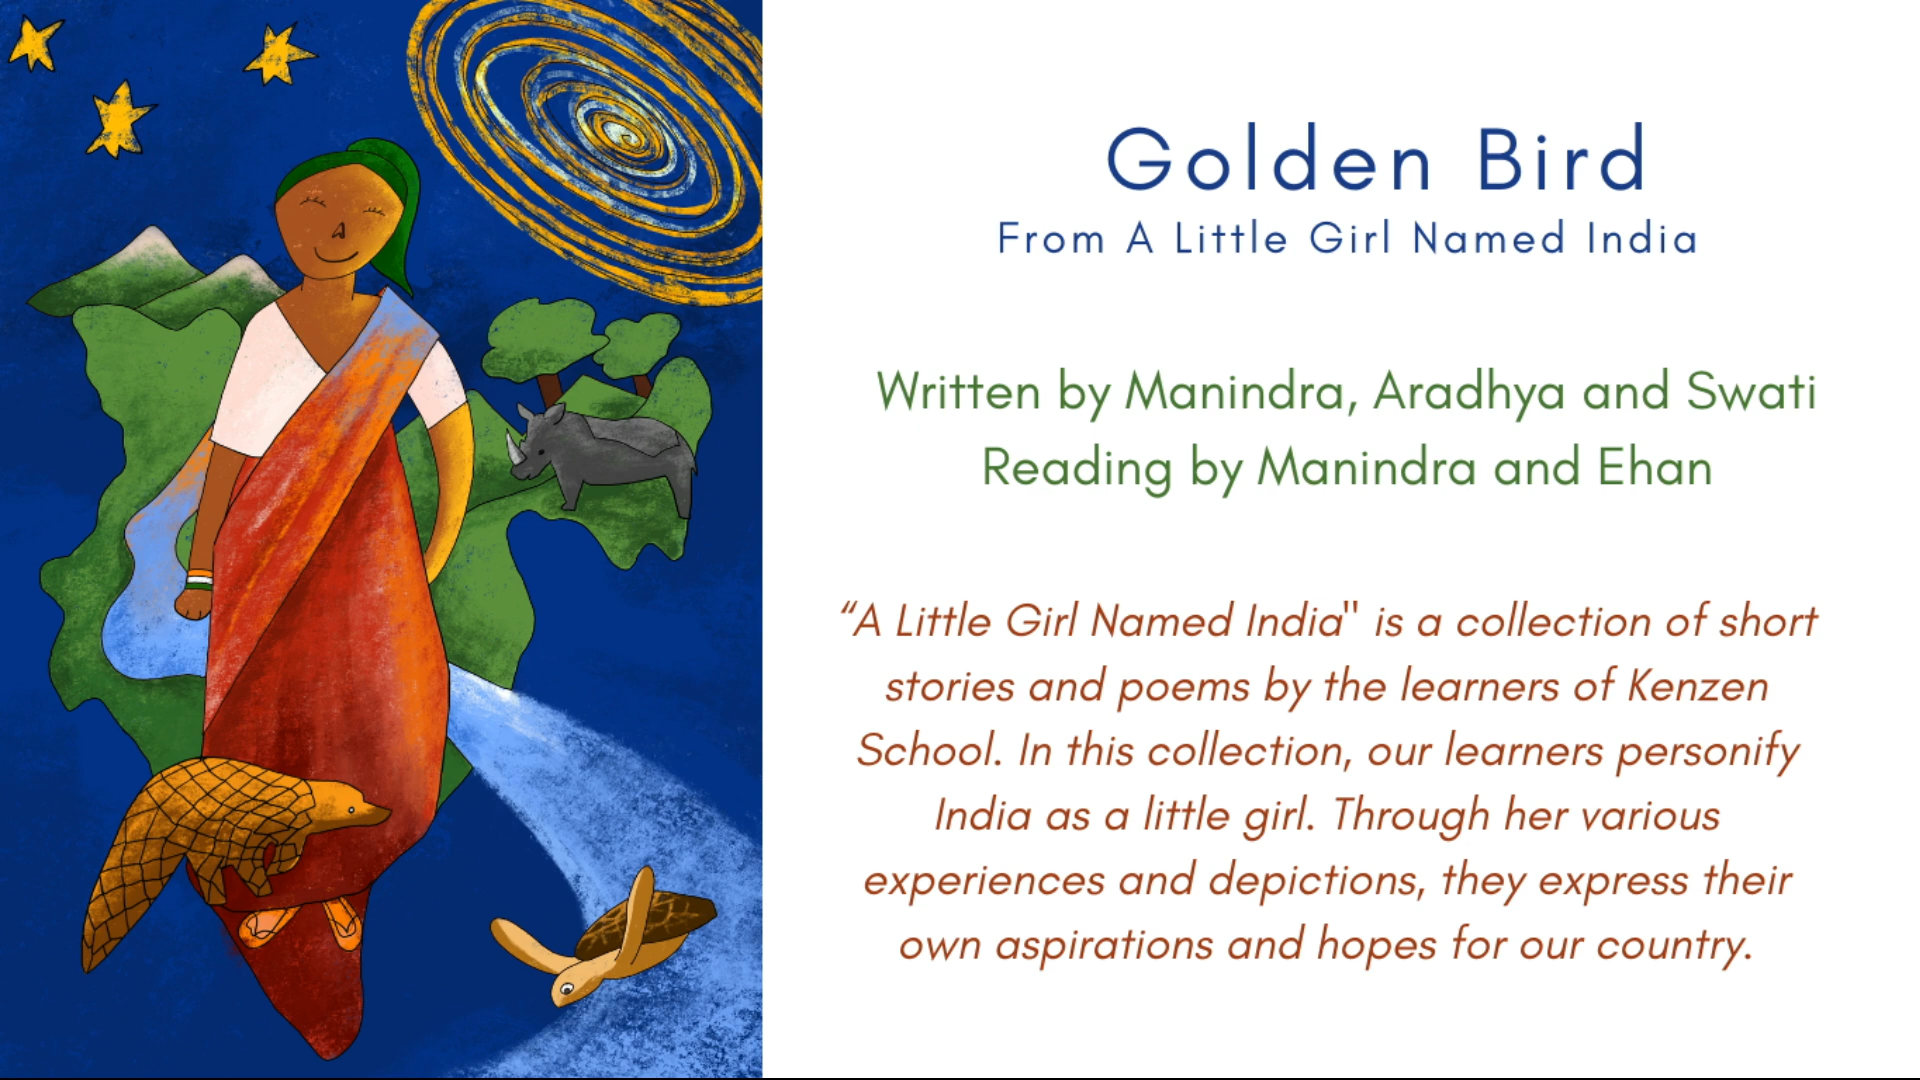 Golden Bird
From A Little Girl Named India
Written by Manindra, Aradhya and Swati
Reading by Manindra and Ehan
“A Little Girl Named India" is a collection of short
stories and poems by the learners of Kenzen
School. In this collection, our learners personify
India as a little girl. Through her various
experiences and depictions, they express their
own aspirations and hopes for our country.